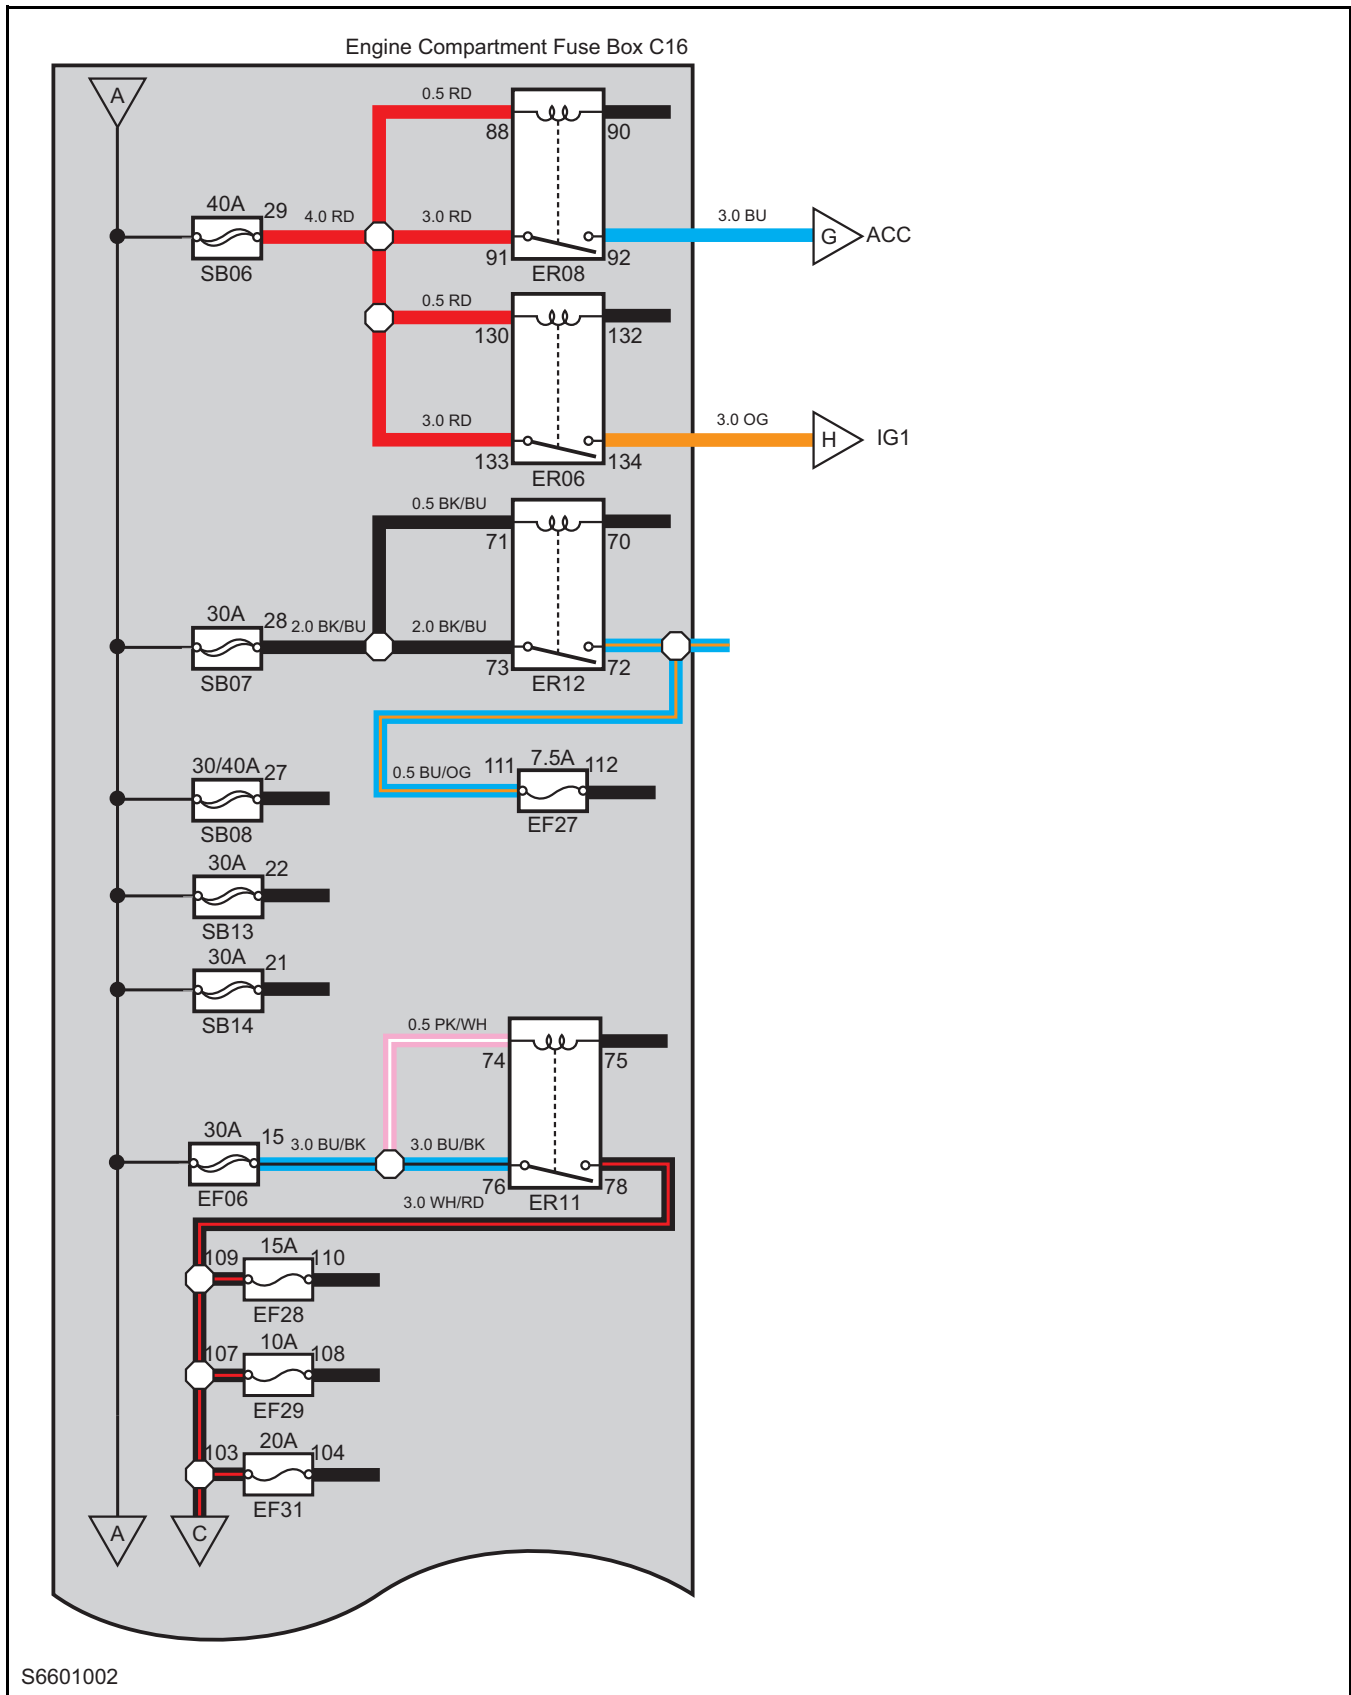 Engine Compartment Fuse Box C16
A
0.5 RD
88
90
40A
29
4.0 RD
3.0 RD
3.0 BU
G
ACC
SB06
91
92
ER08
0.5 RD
130
132
3.0 RD
3.0 OG
H
IG1
133
134
ER06
0.5 BK/BU
71
70
30A
28
2.0 BK/BU
2.0 BK/BU
SB07
73
72
ER12
30/40A
27
0.5 BU/OG
111
7.5A
112
SB08
EF27
30A
22
SB13
30A
21
SB14
0.5 PK/WH
74
75
30A
15
3.0 BU/BK
3.0 BU/BK
EF06
76
78
3.0 WH/RD
ER11
109
15A
110
EF28
107
10A
108
EF29
103
20A
104
EF31
A
C
S6601002